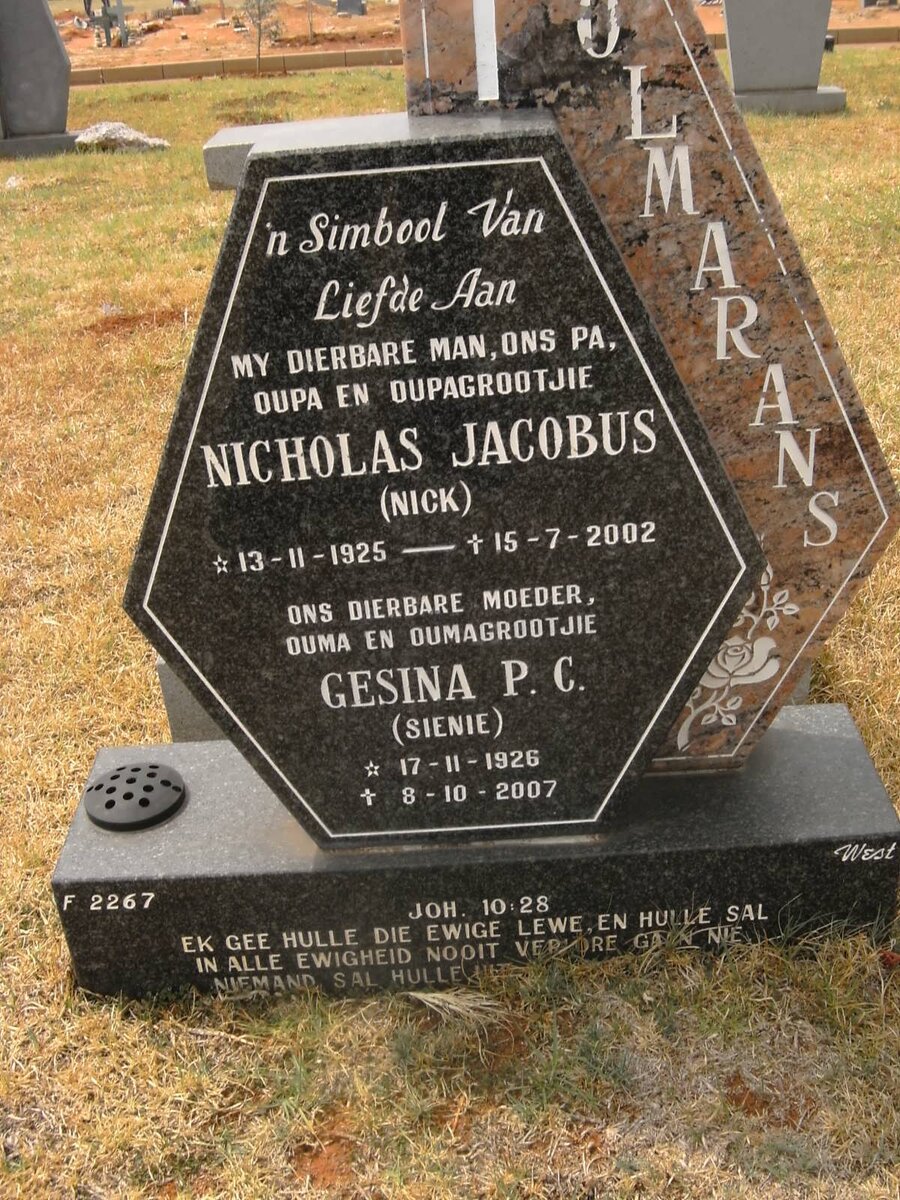 LMARANS
'n Simbool Van
Liefde Aan
MY DIERBARE MAN, ONS PA,
OUPA EN OUPAGROOTJIE
NICHOLAS JACOBUS
(NICK)
☆ 13-11-1925 — † 15-7-2002
ONS DIERBARE MOEDER,
OUMA EN OUMAGROOTJIE
GESINA P. C.
(SIENIE)
☆ 17-11-1926
† 8-10-2007
West
F 2267
JOH. 10:28
EK GEE HULLE DIE EWIGE LEWE, EN HULLE SAL
IN ALLE EWIGHEID NOOIT VERLORE GAAN NIE
NIEMAND SAL HULLE